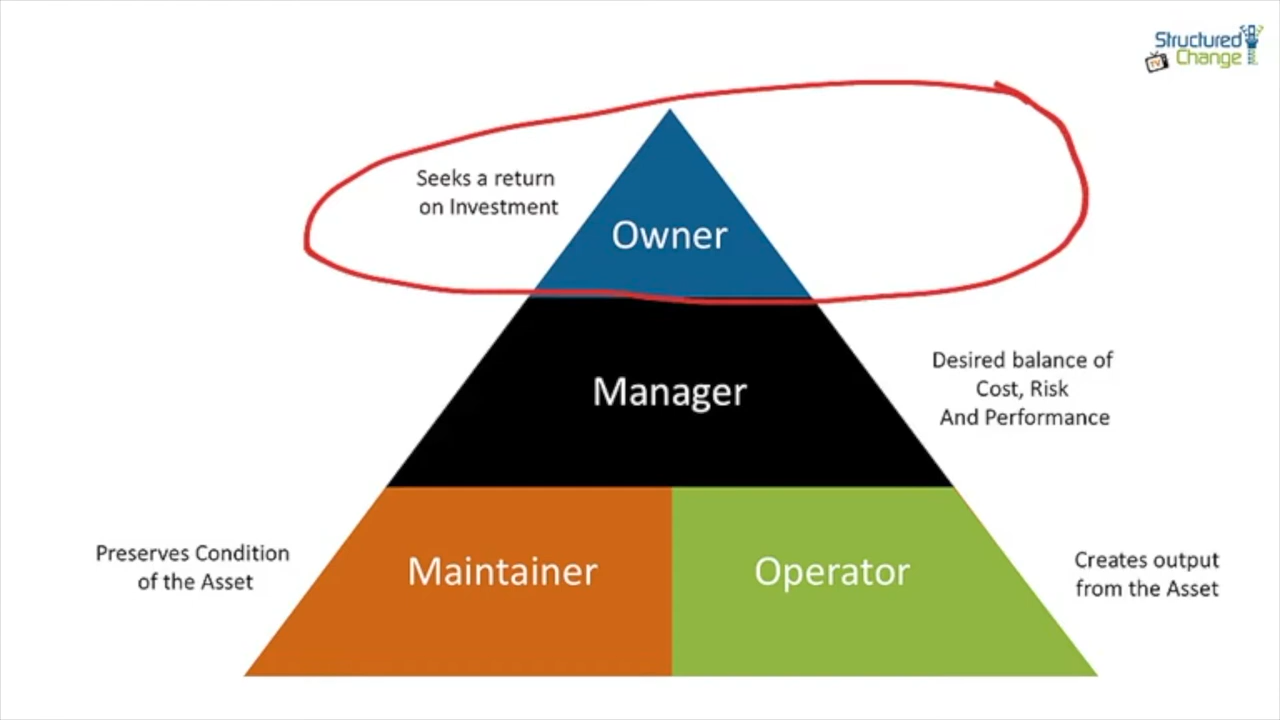 Structured
TV Change
Seeks a return
on Investment
Owner
Manager
Desired balance of
Cost, Risk
And Performance
Maintainer
Operator
Preserves Condition
of the Asset
Creates output
from the Asset